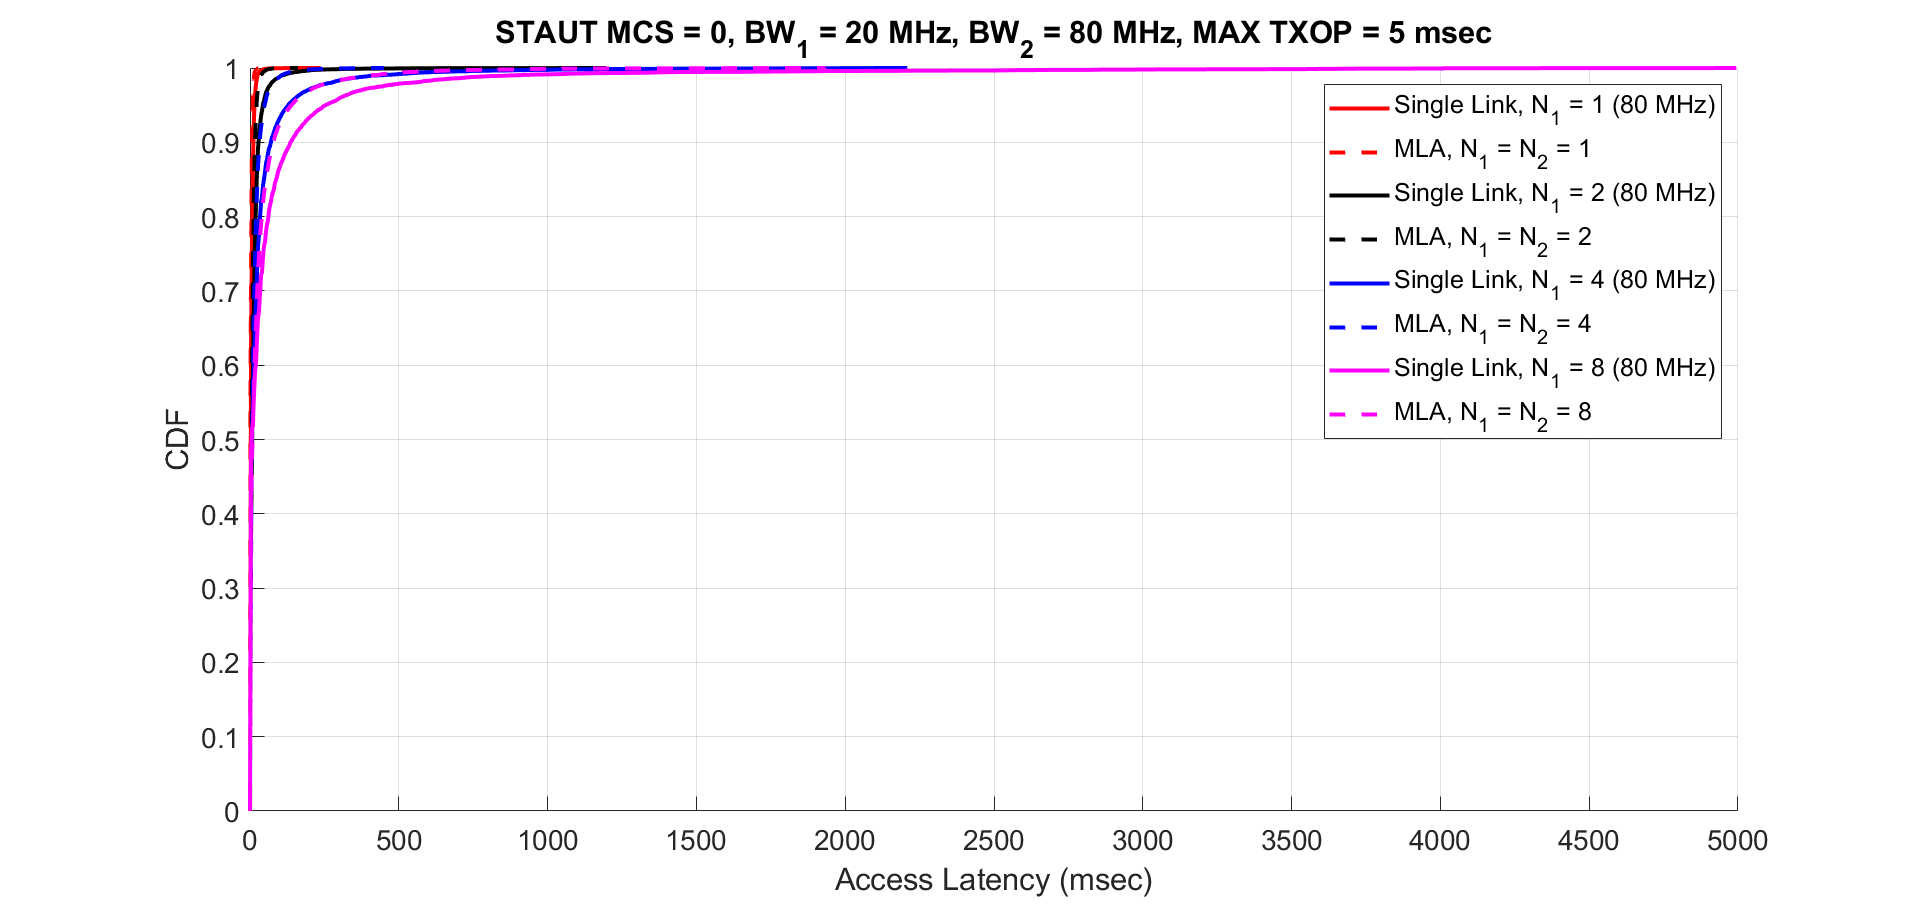 STAUT MCS = 0, BW1 = 20 MHz, BW2 = 80 MHz, MAX TXOP = 5 msec
1
0.9
0.8
0.7
0.6
0.5
0.4
0.3
0.2
0.1
0
CDF
Single Link, N1 = 1 (80 MHz)
MLA, N1 = N2 = 1
Single Link, N1 = 2 (80 MHz)
MLA, N1 = N2 = 2
Single Link, N1 = 4 (80 MHz)
MLA, N1 = N2 = 4
Single Link, N1 = 8 (80 MHz)
MLA, N1 = N2 = 8
0 500 1000 1500 2000 2500 3000 3500 4000 4500 5000
Access Latency (msec)